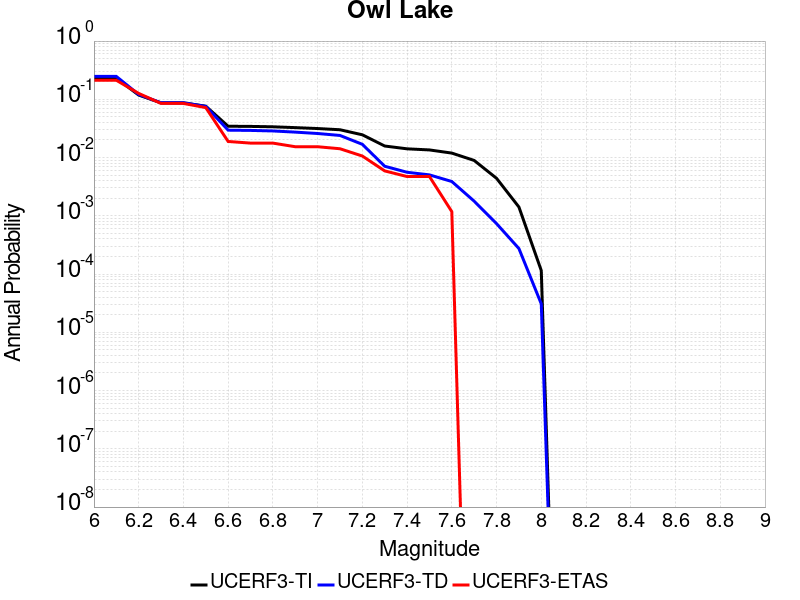 Owl Lake
10^0
10^-1
10^-2
10^-3
10^-4
10^-5
10^-6
10^-7
10^-8
Annual Probability
6 6.2 6.4 6.6 6.8 7 7.2 7.4 7.6 7.8 8 8.2 8.4 8.6 8.8 9
Magnitude
UCERF3-TI UCERF3-TD UCERF3-ETAS